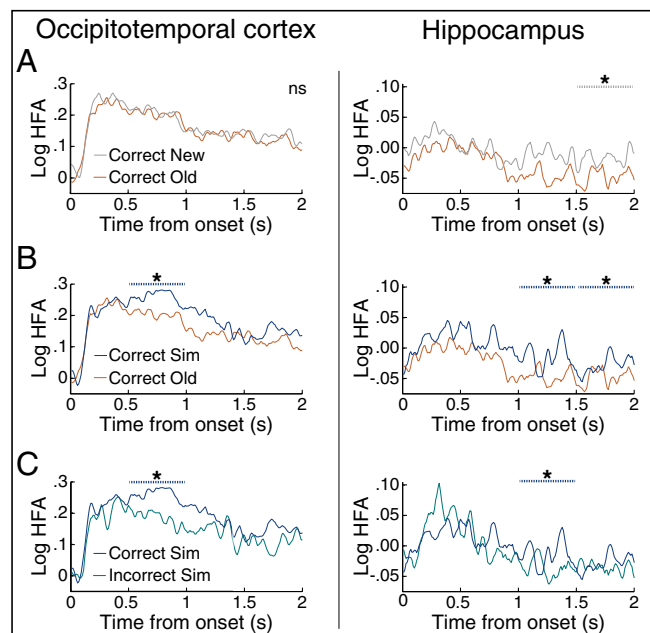 Occipitotemporal cortex
Hippocampus
A
Log HFA
.3
.2
.1
0
ns
Correct New
Correct Old
0
0.5
1
1.5
2
Time from onset (s)
Log HFA
.10
.05
.00
-.05
*
0
0.5
1
1.5
2
Time from onset (s)
B
Log HFA
.3
.2
.1
0
*
Correct Sim
Correct Old
0
0.5
1
1.5
2
Time from onset (s)
Log HFA
.10
.05
.00
-.05
*
*
0
0.5
1
1.5
2
Time from onset (s)
C
Log HFA
.3
.2
.1
0
*
Correct Sim
Incorrect Sim
0
0.5
1
1.5
2
Time from onset (s)
Log HFA
.10
.05
.00
-.05
*
0
0.5
1
1.5
2
Time from onset (s)